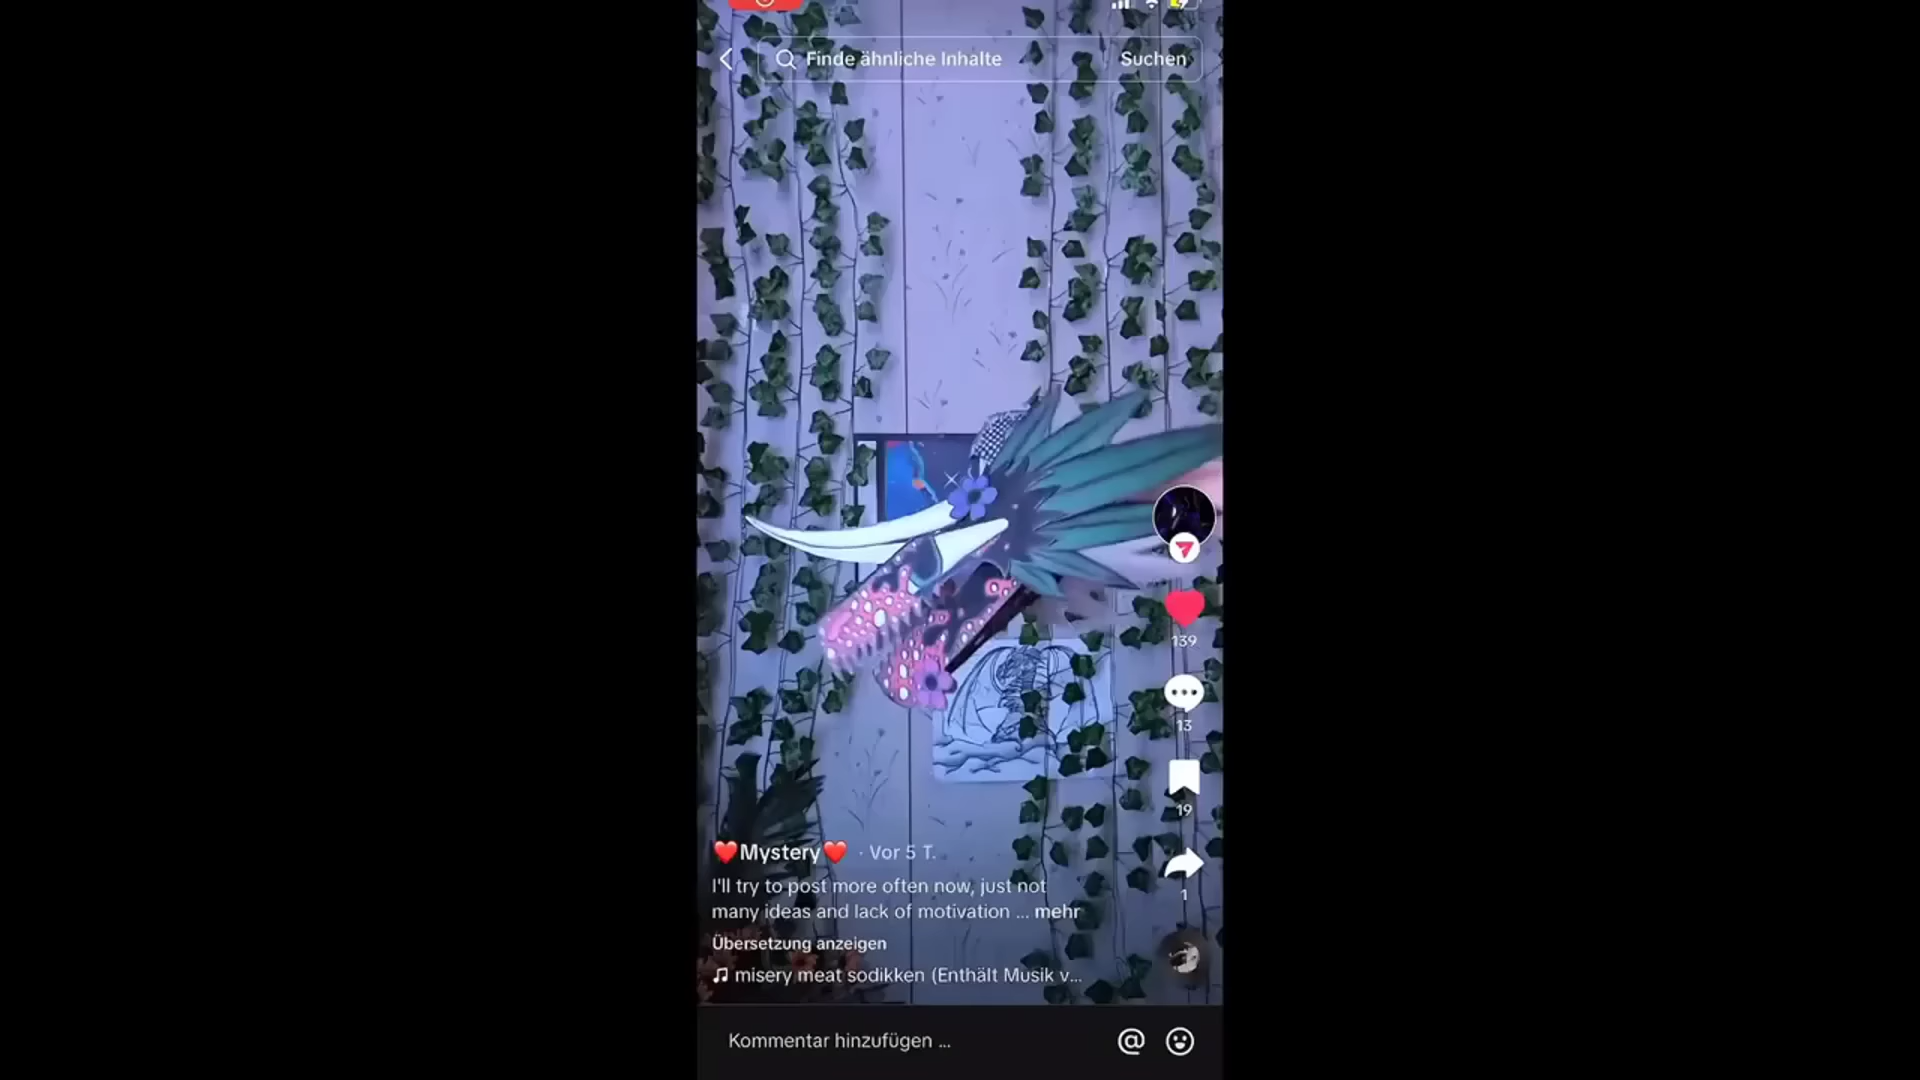 Finde ähnliche Inhalte
Suchen
139
13
19
1
❤️Mystery❤️ · Vor 5 T.
I'll try to post more often now, just not
many ideas and lack of motivation ... mehr
Übersetzung anzeigen
misery meat sodikken (Enthält Musik v...
Kommentar hinzufügen ...